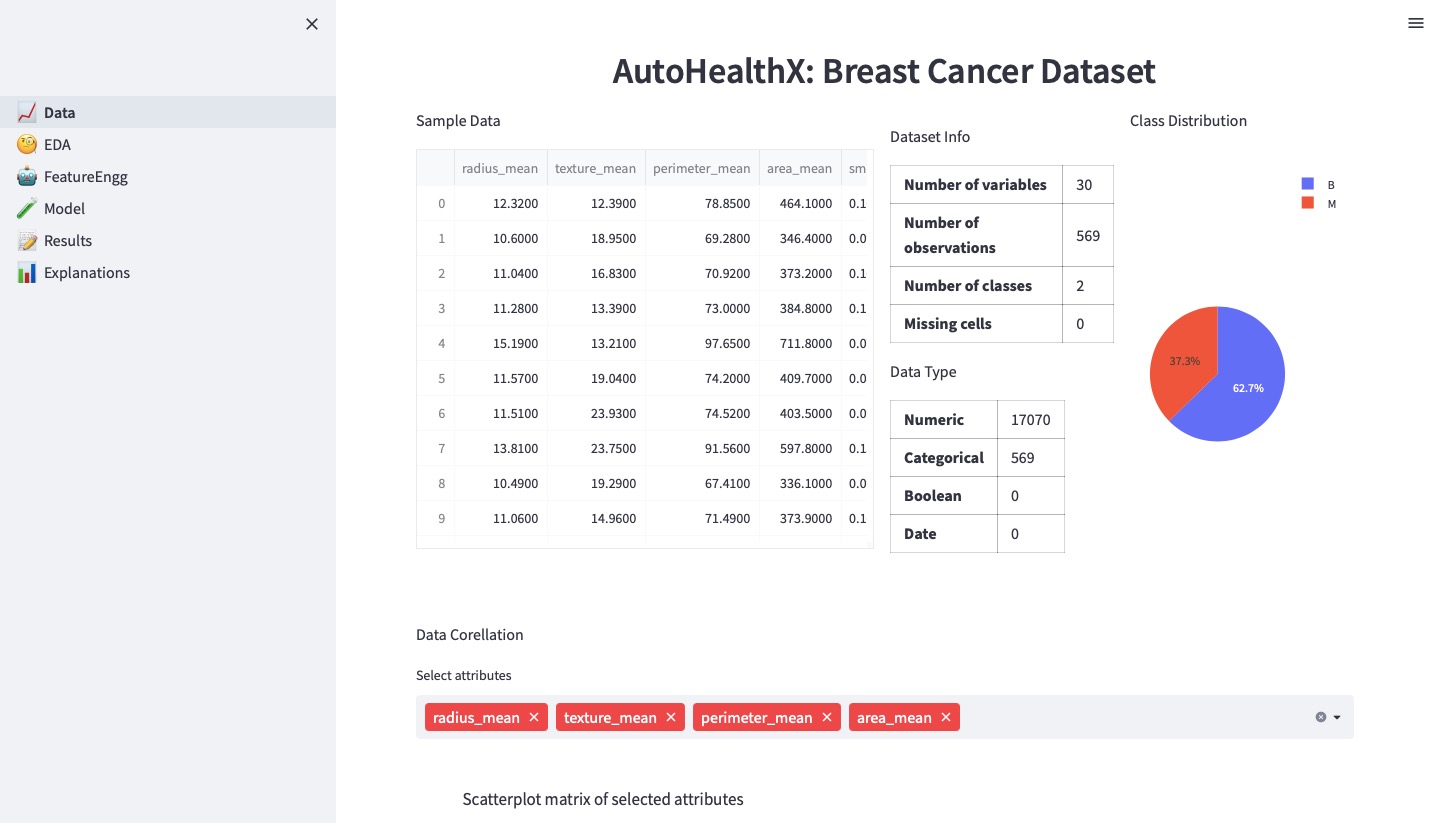 Data
EDA
FeatureEngg
Model
Results
Explanations
AutoHealthX: Breast Cancer Dataset
Sample Data
radius_mean texture_mean perimeter_mean area_mean sm
0 12.3200 12.3900 78.8500 464.1000 0.1
1 10.6000 18.9500 69.2800 346.4000 0.0
2 11.0400 16.8300 70.9200 373.2000 0.1
3 11.2800 13.3900 73.0000 384.8000 0.1
4 15.1900 13.2100 97.6500 711.8000 0.0
5 11.5700 19.0400 74.2000 409.7000 0.0
6 11.5100 23.9300 74.5200 403.5000 0.0
7 13.8100 23.7500 91.5600 597.8000 0.1
8 10.4900 19.2900 67.4100 336.1000 0.0
9 11.0600 14.9600 71.4900 373.9000 0.1
Dataset Info
Number of variables 30
Number of
observations 569
Number of classes 2
Missing cells 0
Data Type
Numeric 17070
Categorical 569
Boolean 0
Date 0
Class Distribution
B
M
37.3%
62.7%
Data Corellation
Select attributes
radius_mean texture_mean perimeter_mean area_mean
Scatterplot matrix of selected attributes